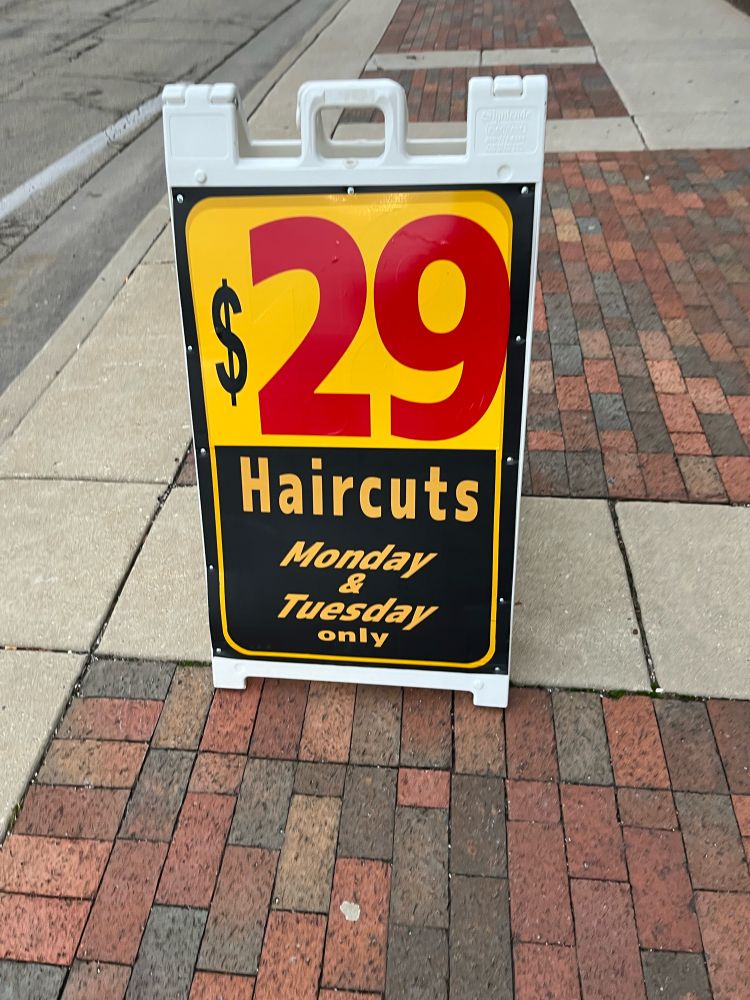 $29
Haircuts
Monday
&
Tuesday
only